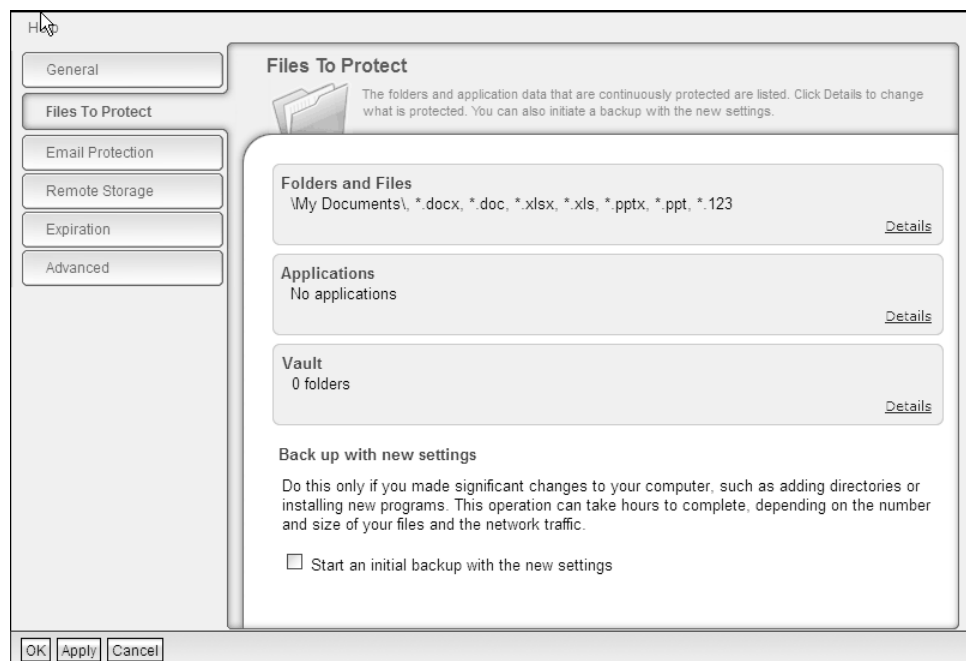 Help
General
Files To Protect
Email Protection
Remote Storage
Expiration
Advanced
Files To Protect
The folders and application data that are continuously protected are listed. Click Details to change
what is protected. You can also initiate a backup with the new settings.
Folders and Files
\My Documents\, *.docx, *.doc, *.xlsx, *.xls, *.pptx, *.ppt, *.123
Details
Applications
No applications
Details
Vault
0 folders
Details
Back up with new settings
Do this only if you made significant changes to your computer, such as adding directories or
installing new programs. This operation can take hours to complete, depending on the number
and size of your files and the network traffic.
Start an initial backup with the new settings
OK Apply Cancel